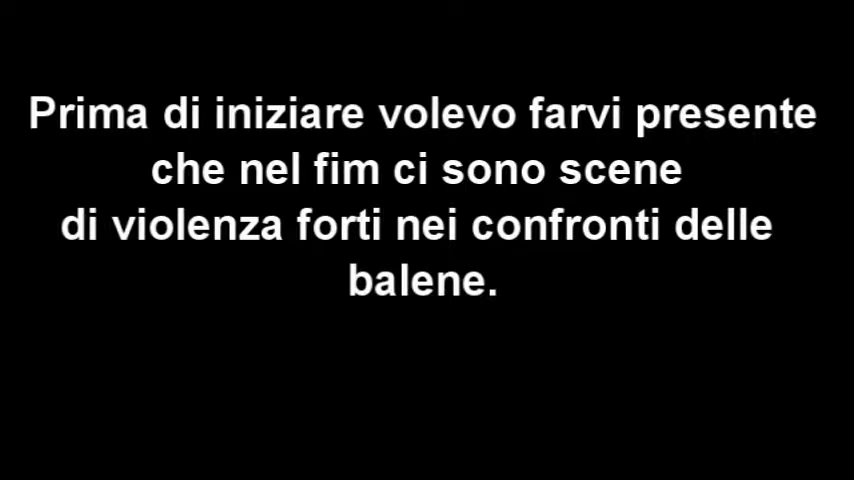 Prima di iniziare volevo farvi presente
che nel fim ci sono scene
di violenza forti nei confronti delle
balene.